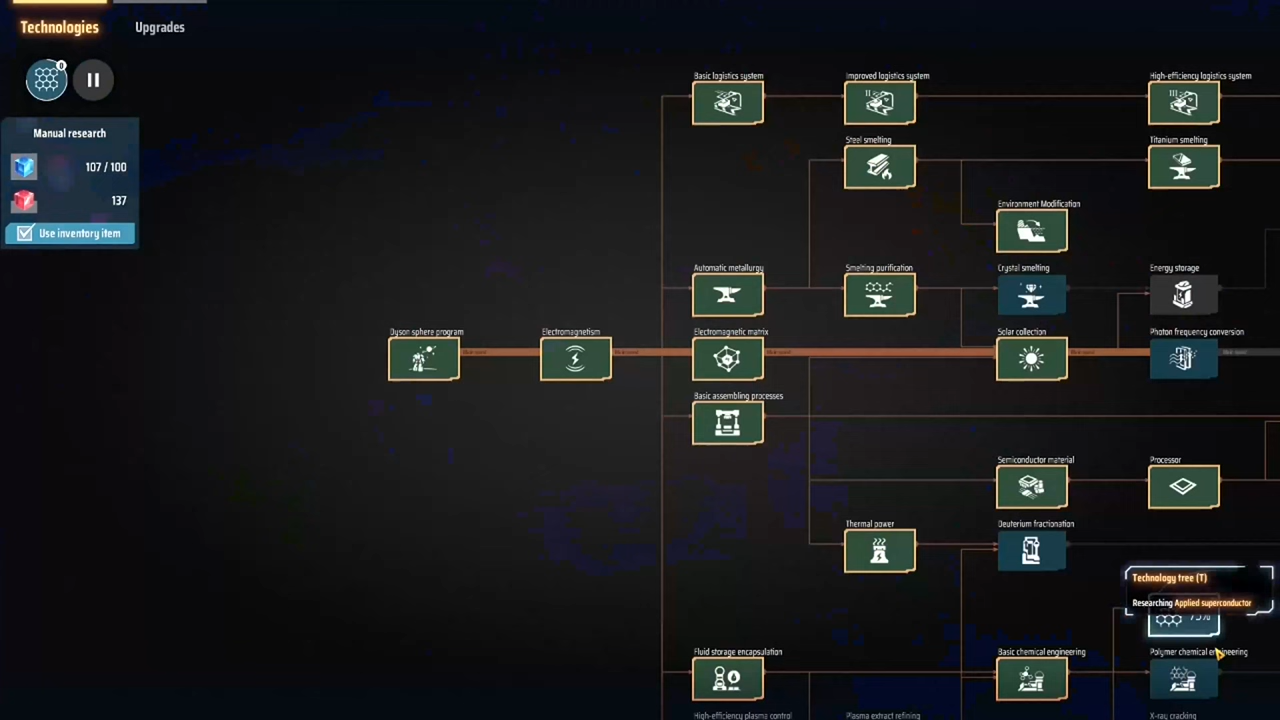 Technologies
Upgrades
0
Manual research
107 / 100
137
Use inventory item
Basic logistics system
Improved logistics system
High-efficiency logistics system
Steel smelting
Titanium smelting
Environment Modification
Automatic metallurgy
Smelting purification
Crystal smelting
Energy storage
Dyson sphere program
Electromagnetism
Electromagnetic matrix
Solar collection
Photon frequency conversion
Basic assembling processes
Semiconductor material
Processor
Thermal power
Deuterium fractionation
Technology tree (T)
Researching Applied superconductor
Fluid storage encapsulation
Basic chemical engineering
Polymer chemical engineering
High-efficiency plasma control
Plasma extract refining
X-ray cracking